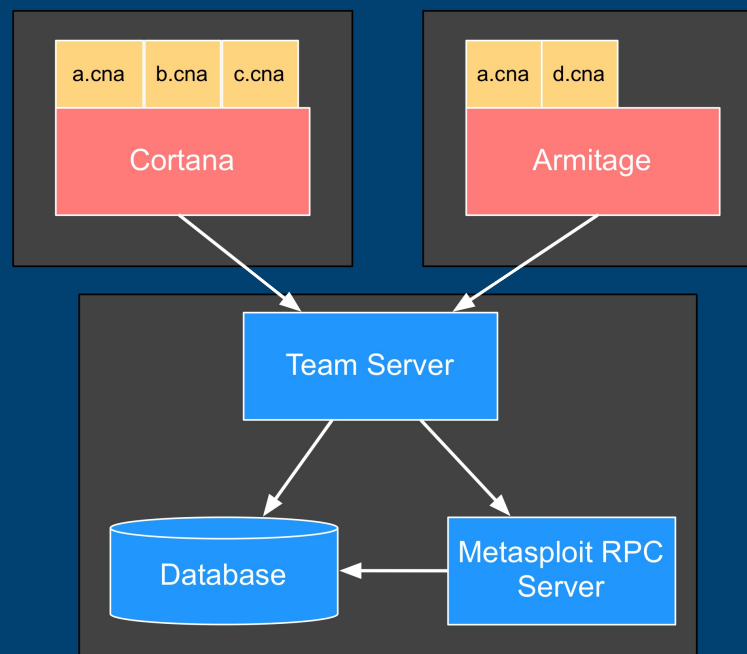 a.cna b.cna c.cna
Cortana
a.cna d.cna
Armitage
Team Server
Database
Metasploit RPC
Server